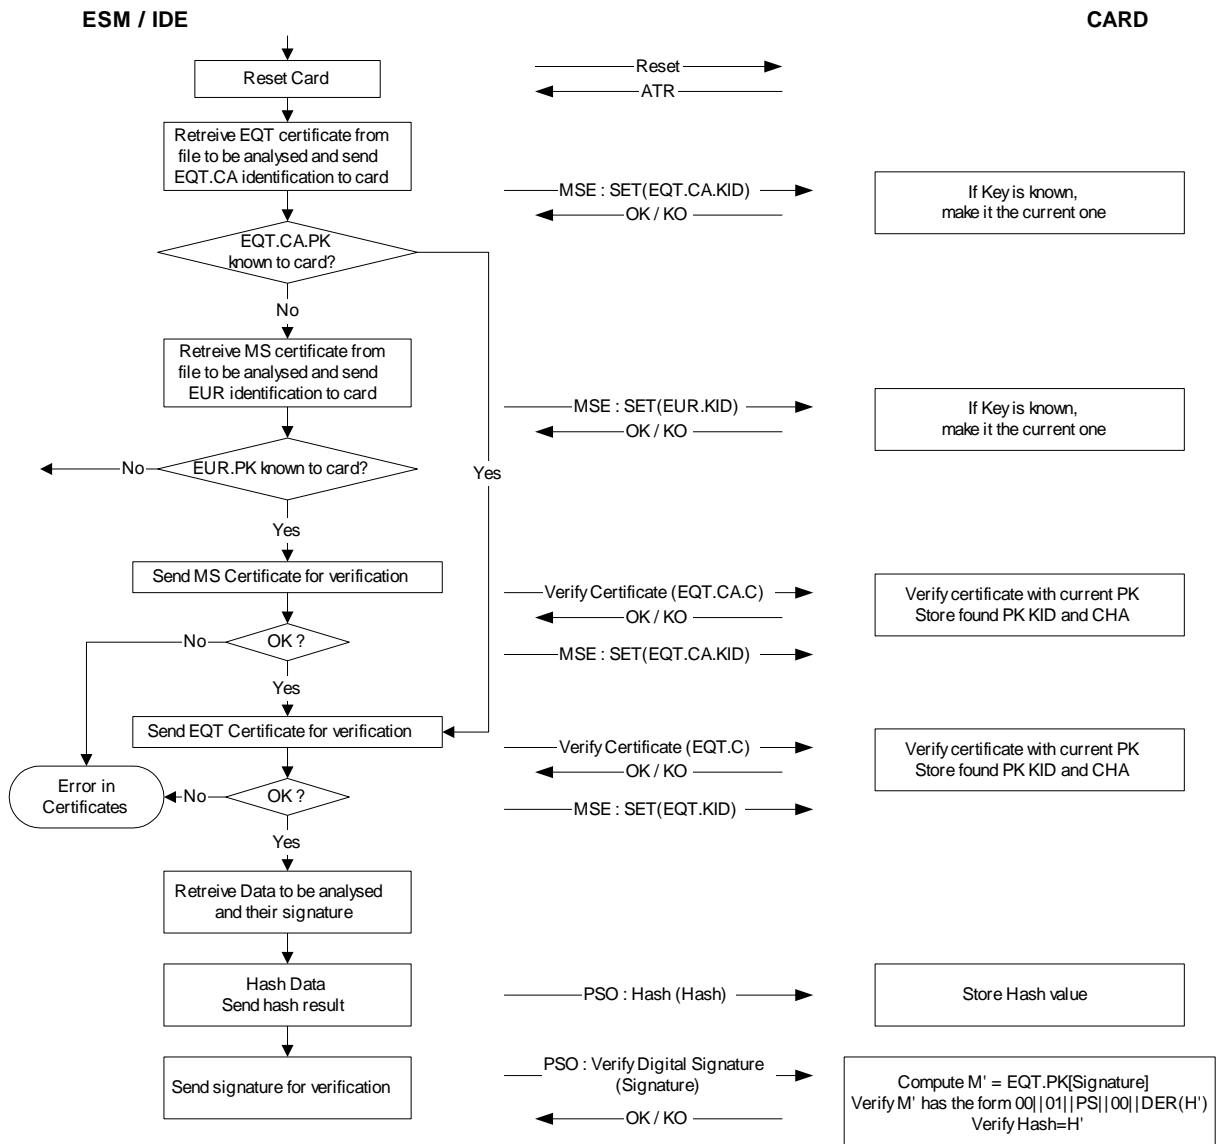 ESM / IDE
CARD
Reset Card
Reset
ATR
Retreive EQT certificate from
file to be analysed and send
EQT.CA identification to card
MSE : SET(EQT.CA.KID)
OK / KO
If Key is known,
make it the current one
EQT.CA.PK
known to card?
No
Retreive MS certificate from
file to be analysed and send
EUR identification to card
MSE : SET(EUR.KID)
OK / KO
If Key is known,
make it the current one
No
EUR.PK known to card?
Yes
Yes
Send MS Certificate for verification
Verify Certificate (EQT.CA.C)
OK / KO
Verify certificate with current PK
Store found PK KID and CHA
No
OK ?
MSE : SET(EQT.CA.KID)
Yes
Send EQT Certificate for verification
Verify Certificate (EQT.C)
OK / KO
Verify certificate with current PK
Store found PK KID and CHA
Error in
Certificates
No
OK ?
MSE : SET(EQT.KID)
Yes
Retreive Data to be analysed
and their signature
Hash Data
Send hash result
PSO : Hash (Hash)
Store Hash value
Send signature for verification
PSO : Verify Digital Signature
(Signature)
OK / KO
Compute M' = EQT.PK[Signature]
Verify M' has the form 00||01||PS||00||DER(H')
Verify Hash=H'